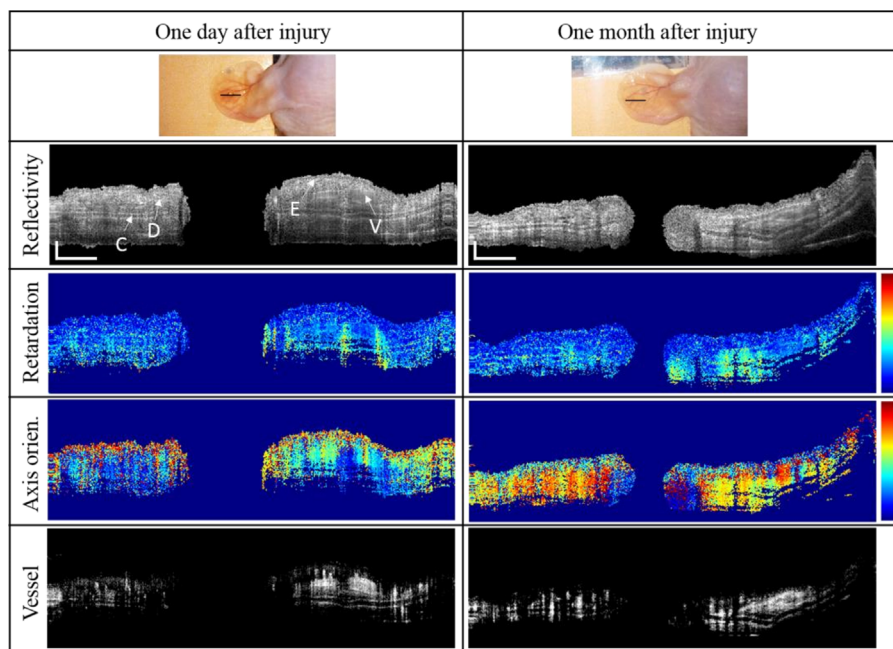 One day after injury
One month after injury
Reflectivity
C
D
E
V
Retardation
Axis orien.
Vessel